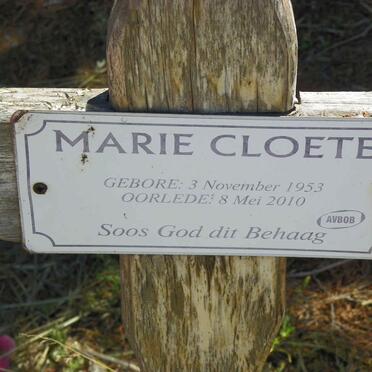 MARIE CLOETE
GEBORE: 3 November 1953
OORLEDE: 8 Mei 2010
AVBOB
Soos God dit Behaag